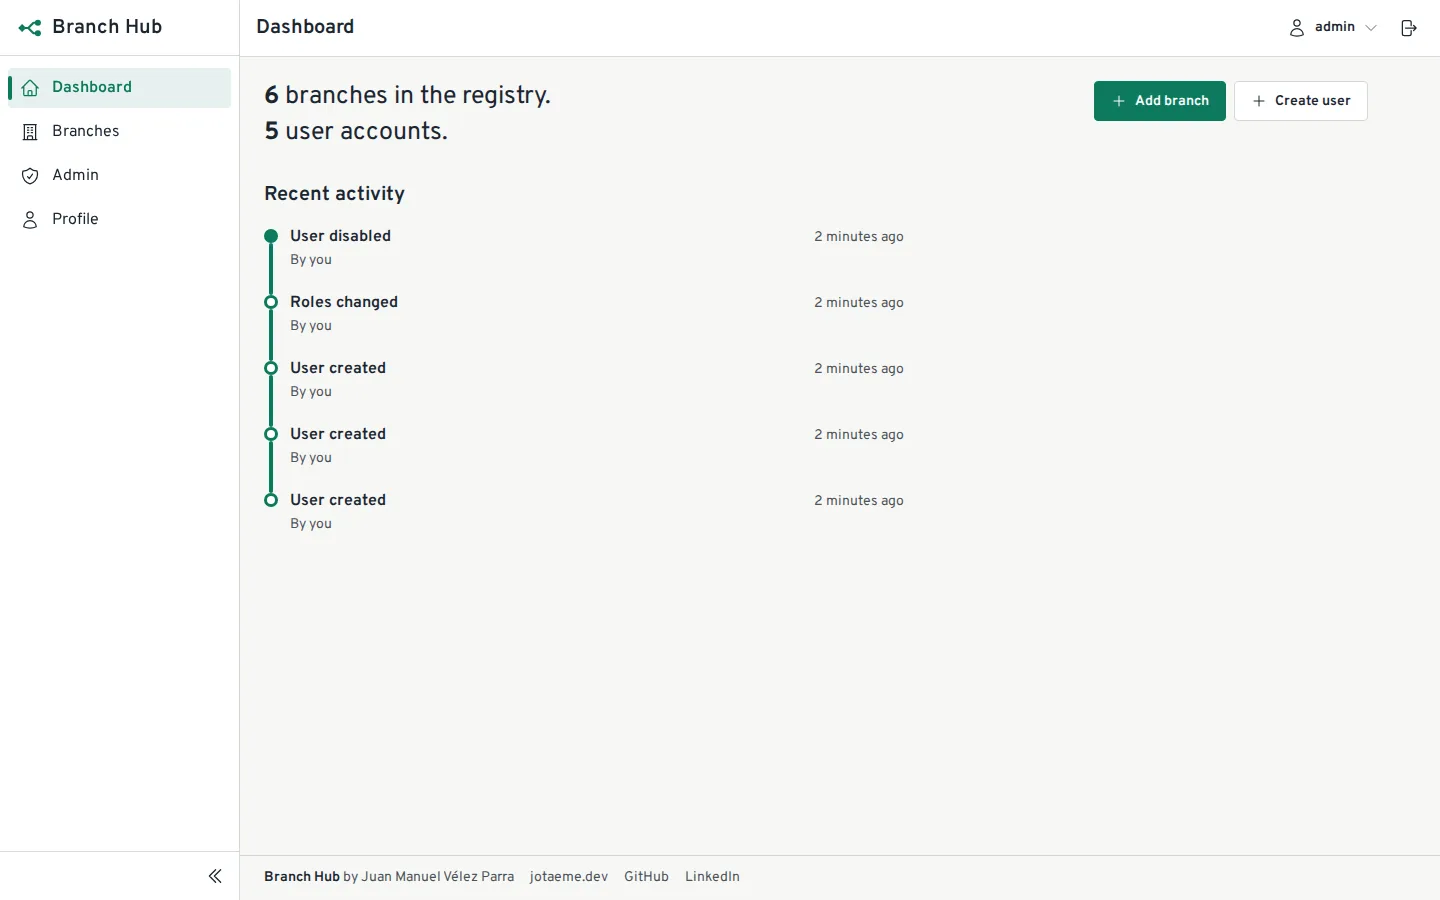 Branch Hub
Dashboard
admin
Dashboard
Branches
Admin
Profile
6 branches in the registry.
5 user accounts.
Add branch
Create user
Recent activity
User disabled
2 minutes ago
By you
Roles changed
2 minutes ago
By you
User created
2 minutes ago
By you
User created
2 minutes ago
By you
User created
2 minutes ago
By you
Branch Hub by Juan Manuel Vélez Parra jotaeme.dev GitHub LinkedIn